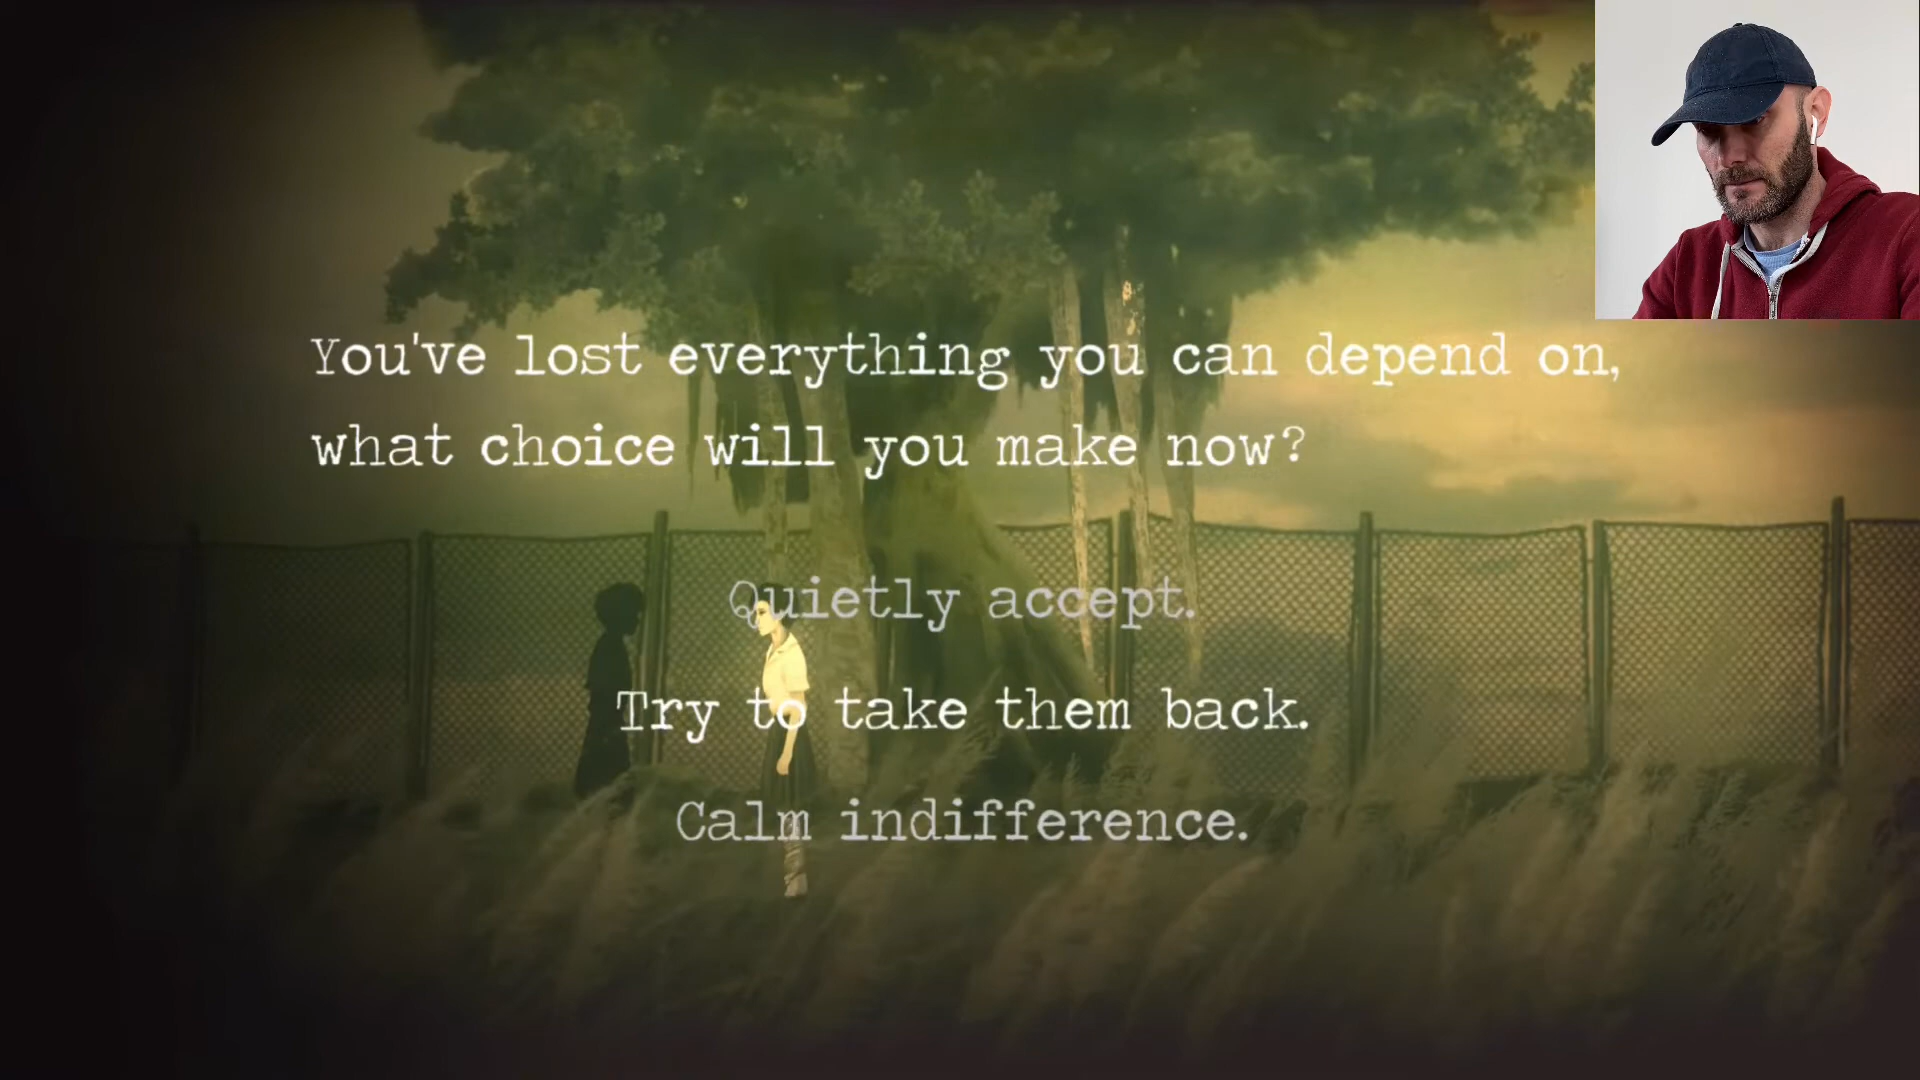 You've lost everything you can depend on,
what choice will you make now?
Quietly accept.
Try to take them back.
Calm indifference.